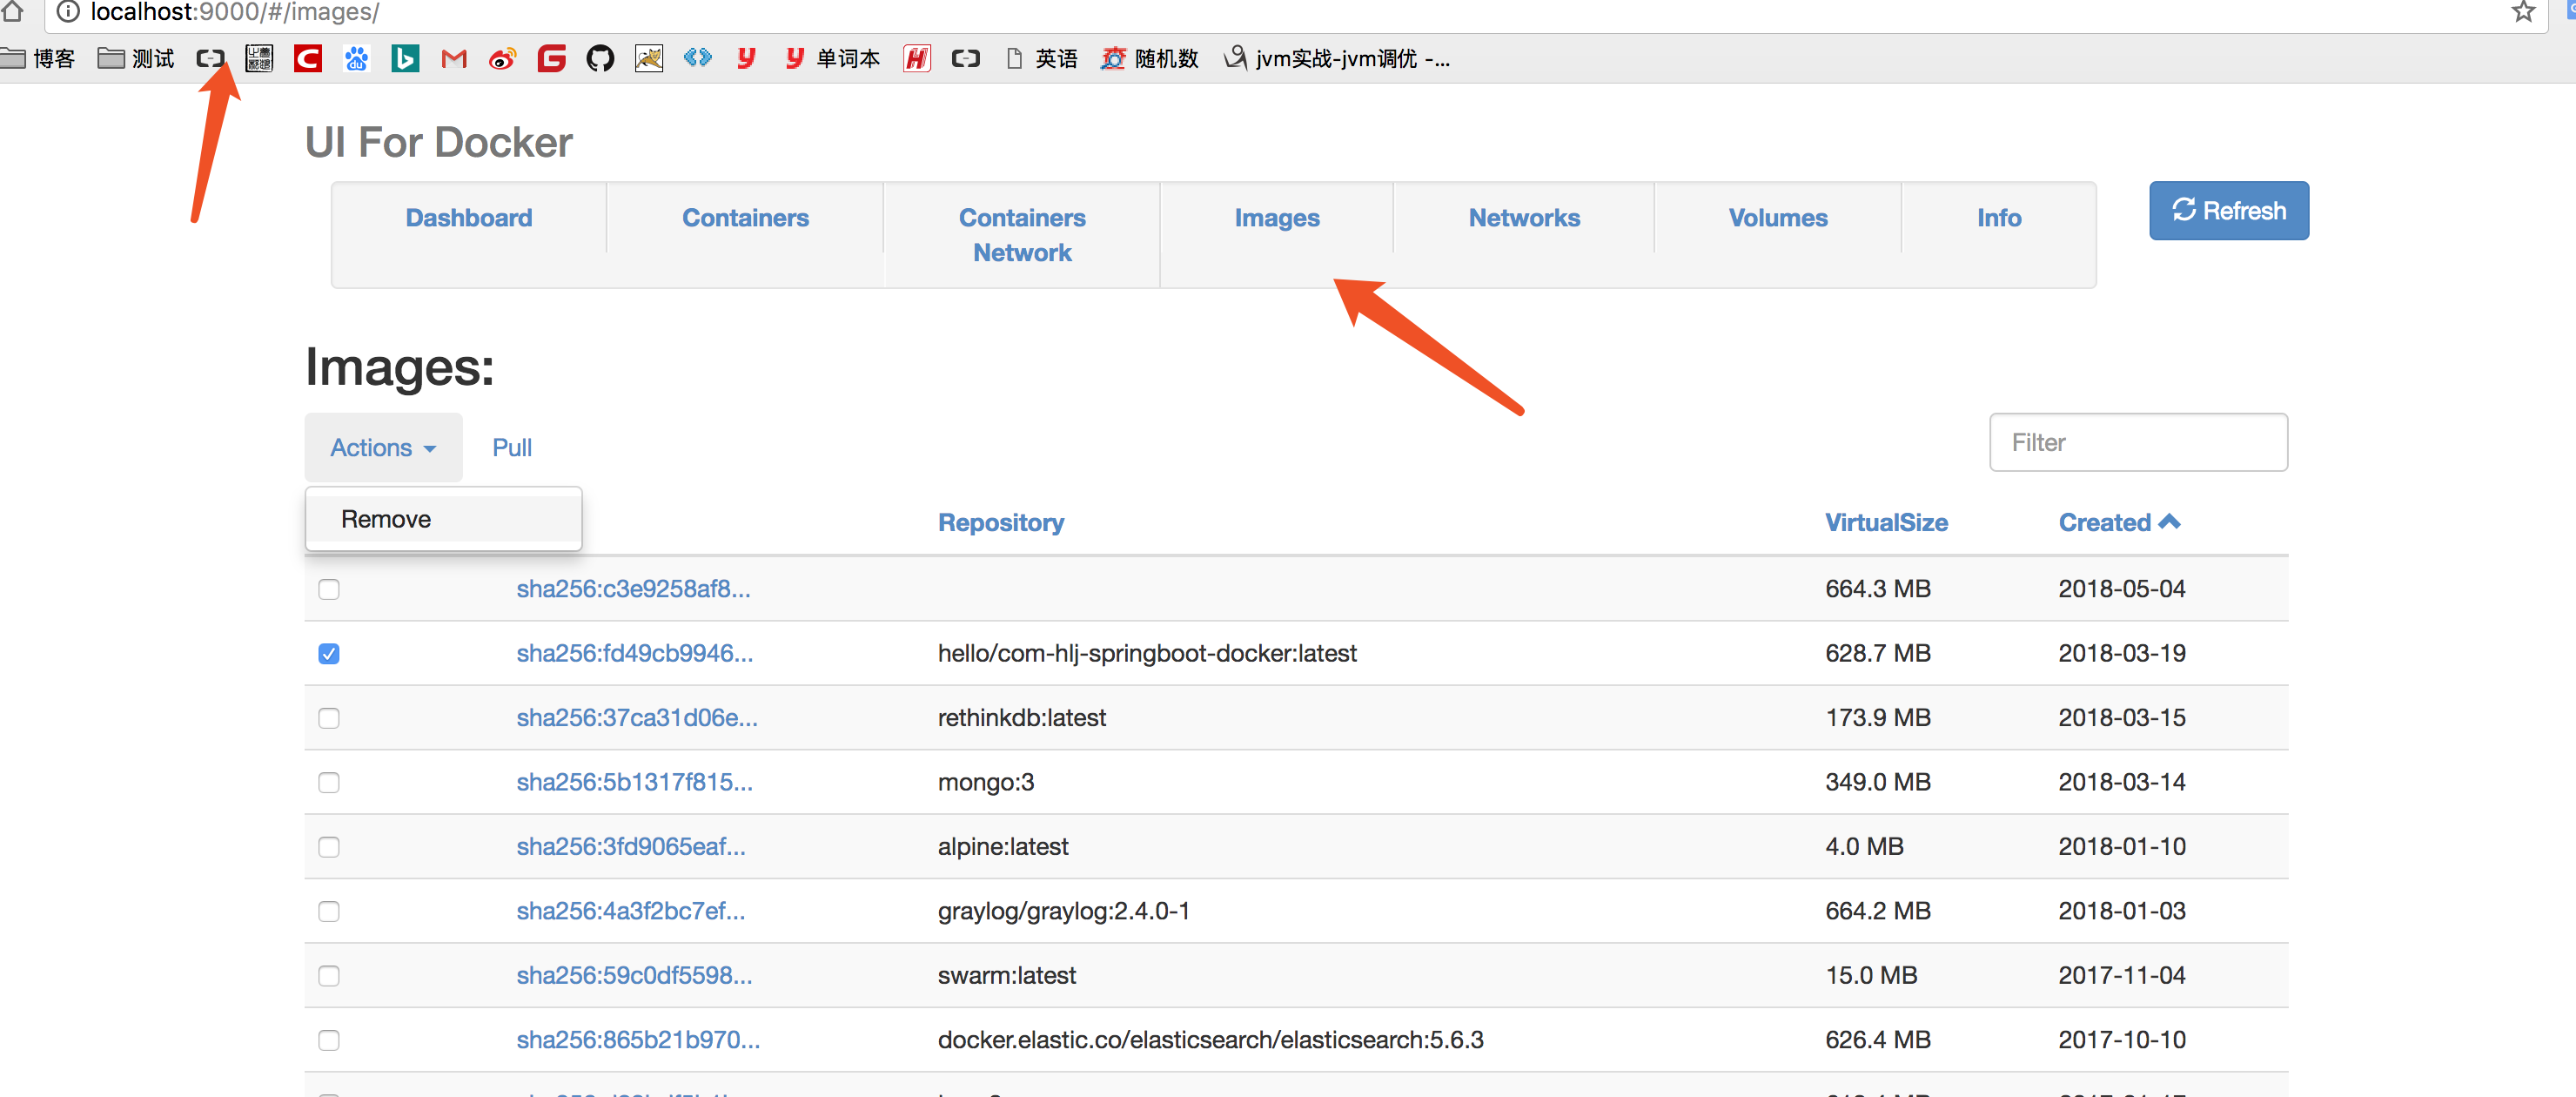 localhost:9000/#/images/
博客 测试 单词本 英语 随机数 jvm实战-jvm调优 -...
UI For Docker
Dashboard Containers Containers Network Images Networks Volumes Info Refresh
Images:
Actions Pull Filter
Remove
Repository VirtualSize Created
sha256:c3e9258af8... 664.3 MB 2018-05-04
sha256:fd49cb9946... hello/com-hlj-springboot-docker:latest 628.7 MB 2018-03-19
sha256:37ca31d06e... rethinkdb:latest 173.9 MB 2018-03-15
sha256:5b1317f815... mongo:3 349.0 MB 2018-03-14
sha256:3fd9065eaf... alpine:latest 4.0 MB 2018-01-10
sha256:4a3f2bc7ef... graylog/graylog:2.4.0-1 664.2 MB 2018-01-03
sha256:59c0df5598... swarm:latest 15.0 MB 2017-11-04
sha256:865b21b970... docker.elastic.co/elasticsearch/elasticsearch:5.6.3 626.4 MB 2017-10-10